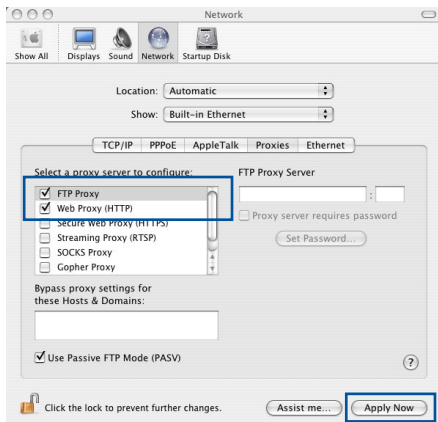 Network
Show All Displays Sound Network Startup Disk
Location: Automatic
Show: Built-in Ethernet
TCP/IP PPPoE AppleTalk Proxies Ethernet
Select a proxy server to configure: FTP Proxy Server
FTP Proxy
:
Web Proxy (HTTP)
Proxy server requires password
Secure Web Proxy (HTTPS)
Streaming Proxy (RTSP) Set Password...
SOCKS Proxy
Gopher Proxy
Bypass proxy settings for
these Hosts & Domains:
Use Passive FTP Mode (PASV) ?
Click the lock to prevent further changes. Assist me... Apply Now